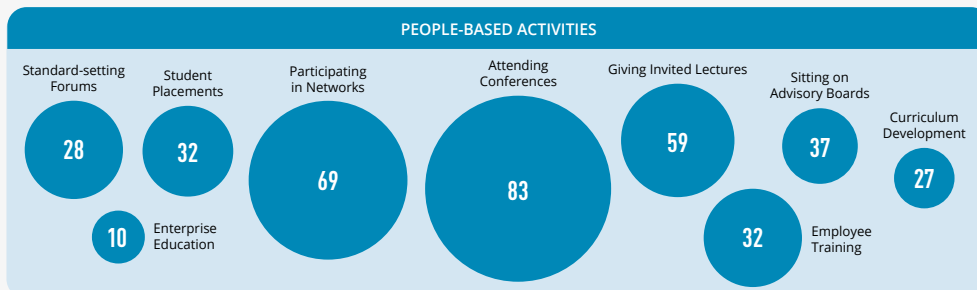 PEOPLE-BASED ACTIVITIES
Standard-setting
Forums
28
Student
Placements
32
Participating
in Networks
69
Attending
Conferences
83
Giving Invited Lectures
59
Sitting on
Advisory Boards
37
Curriculum
Development
27
10
Enterprise
Education
32
Employee
Training